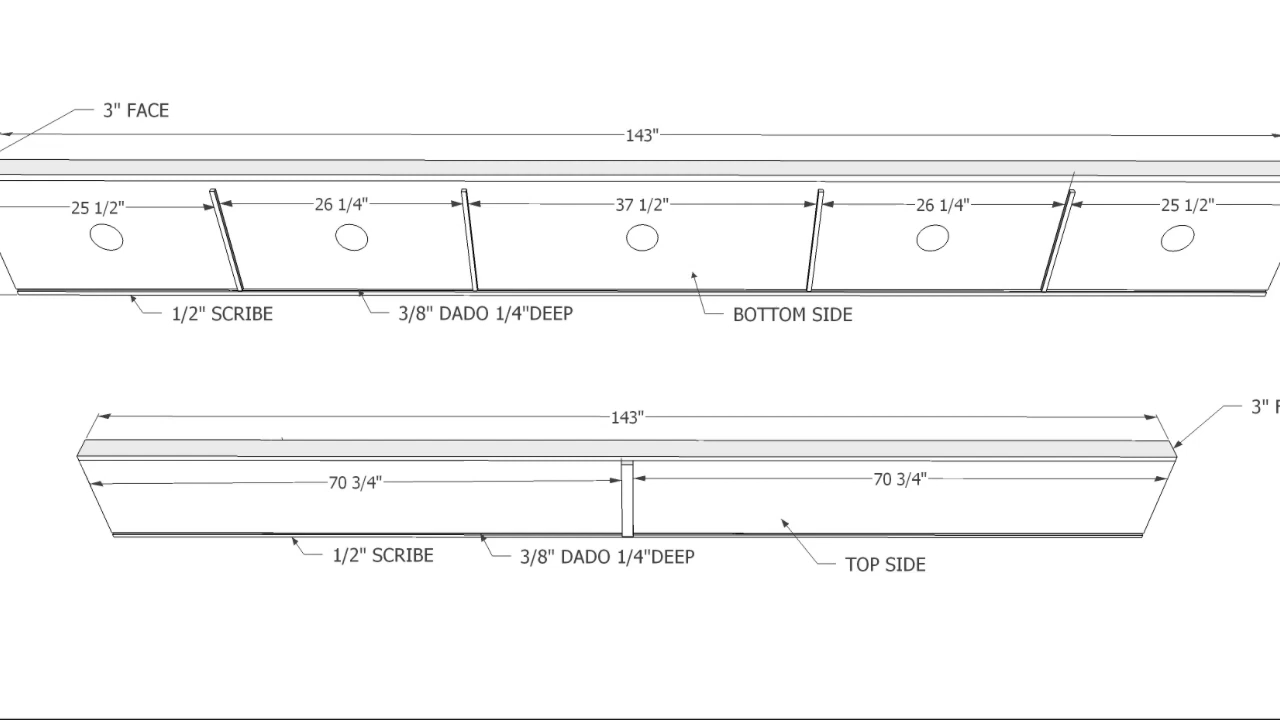 3" FACE
143"
25 1/2"
26 1/4"
37 1/2"
26 1/4"
25 1/2"
1/2" SCRIBE
3/8" DADO 1/4"DEEP
BOTTOM SIDE
143"
3" F
70 3/4"
70 3/4"
1/2" SCRIBE
3/8" DADO 1/4"DEEP
TOP SIDE